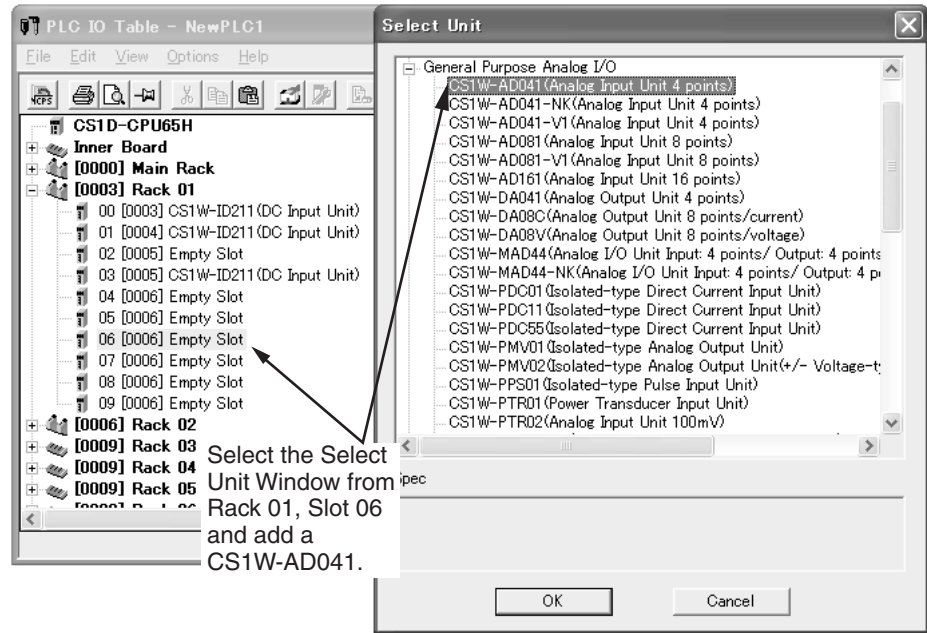 PLC IO Table - NewPLC1
File Edit View Options Help
NCPS
CS1D-CPU65H
Inner Board
[0000] Main Rack
[0003] Rack 01
00 [0003] CS1W-ID211(DC Input Unit)
01 [0004] CS1W-ID211(DC Input Unit)
02 [0005] Empty Slot
03 [0005] CS1W-ID211(DC Input Unit)
04 [0006] Empty Slot
05 [0006] Empty Slot
06 [0006] Empty Slot
07 [0006] Empty Slot
08 [0006] Empty Slot
09 [0006] Empty Slot
[0006] Rack 02
[0009] Rack 03
[0009] Rack 04
[0009] Rack 05
Select the Select
Unit Window from
Rack 01, Slot 06
and add a
CS1W-AD041.
Select Unit
General Purpose Analog I/O
CS1W-AD041(Analog Input Unit 4 points)
CS1W-AD041-NK(Analog Input Unit 4 points)
CS1W-AD041-V1(Analog Input Unit 4 points)
CS1W-AD081(Analog Input Unit 8 points)
CS1W-AD081-V1(Analog Input Unit 8 points)
CS1W-AD161(Analog Input Unit 16 points)
CS1W-DA041(Analog Output Unit 4 points)
CS1W-DA08C(Analog Output Unit 8 points/current)
CS1W-DA08V(Analog Output Unit 8 points/voltage)
CS1W-MAD44(Analog I/O Unit Input: 4 points/ Output: 4 points
CS1W-MAD44-NK(Analog I/O Unit Input: 4 points/ Output: 4 p
CS1W-PDC01(Isolated-type Direct Current Input Unit)
CS1W-PDC11(Isolated-type Direct Current Input Unit)
CS1W-PDC55(Isolated-type Direct Current Input Unit)
CS1W-PMV01(Isolated-type Analog Output Unit)
CS1W-PMV02(Isolated-type Analog Output Unit(+/- Voltage-t
CS1W-PPS01(Isolated-type Pulse Input Unit)
CS1W-PTR01(Power Transducer Input Unit)
CS1W-PTR02(Analog Input Unit 100mV)
pec
OK Cancel